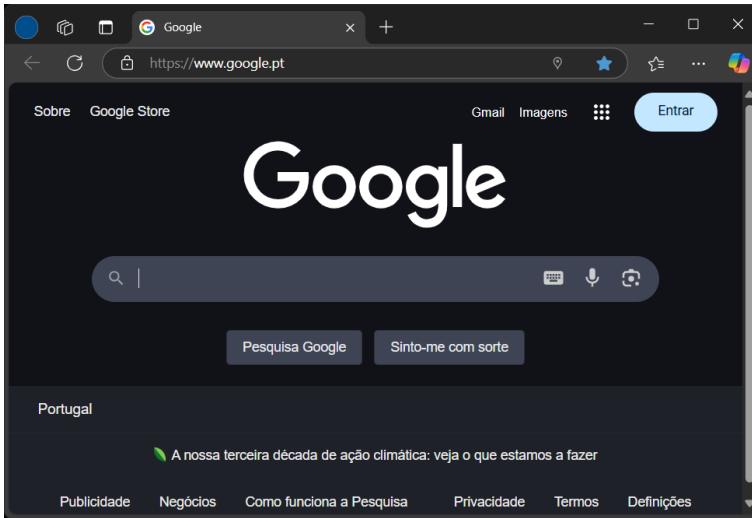 Google
https://www.google.pt
Sobre Google Store Gmail Imagens Entrar
Google
Pesquisa Google Sinto-me com sorte
Portugal
A nossa terceira década de ação climática: veja o que estamos a fazer
Publicidade Negócios Como funciona a Pesquisa Privacidade Termos Definições